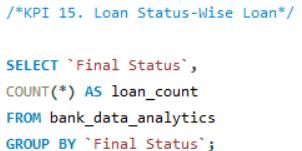 /*KPI 15. Loan Status-Wise Loan*/
SELECT `Final Status`,
COUNT(*) AS loan_count
FROM bank_data_analytics
GROUP BY `Final Status`;